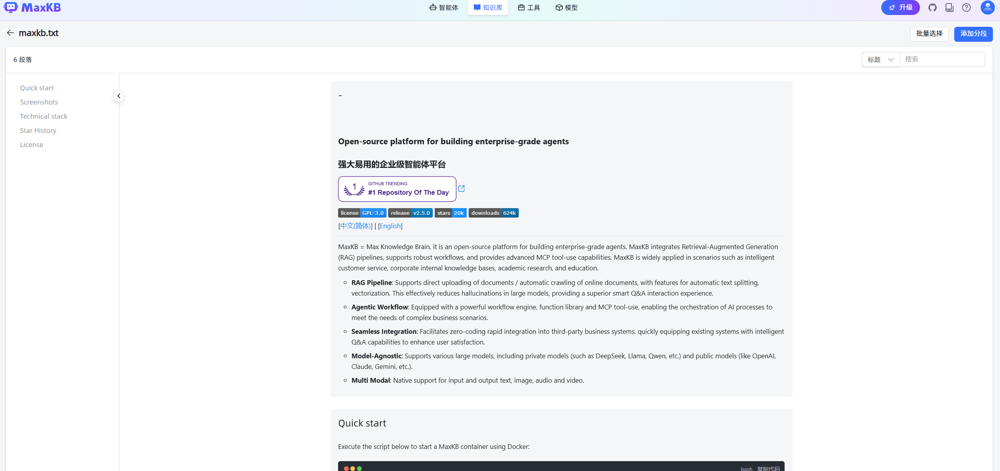 MaxKB
智能体
知识库
工具
模型
升级
maxkb.txt
批量选择
添加分段
6 段落
标题
搜索
Quick start
Screenshots
Technical stack
Star History
License
-
Open-source platform for building enterprise-grade agents
强大易用的企业级智能体平台
1
GITHUB TRENDING
#1 Repository Of The Day
license GPL-3.0 release v2.5.0 stars 20k downloads 624k
[中文(简体)] | [English]
MaxKB = Max Knowledge Brain, it is an open-source platform for building enterprise-grade agents. MaxKB integrates Retrieval-Augmented Generation
(RAG) pipelines, supports robust workflows, and provides advanced MCP tool-use capabilities. MaxKB is widely applied in scenarios such as intelligent
customer service, corporate internal knowledge bases, academic research, and education.
RAG Pipeline: Supports direct uploading of documents / automatic crawling of online documents, with features for automatic text splitting,
vectorization. This effectively reduces hallucinations in large models, providing a superior smart Q&A interaction experience.
Agentic Workflow: Equipped with a powerful workflow engine, function library and MCP tool-use, enabling the orchestration of AI processes to
meet the needs of complex business scenarios.
Seamless Integration: Facilitates zero-coding rapid integration into third-party business systems, quickly equipping existing systems with intelligent
Q&A capabilities to enhance user satisfaction.
Model-Agnostic: Supports various large models, including private models (such as DeepSeek, Llama, Qwen, etc.) and public models (like OpenAI,
Claude, Gemini, etc.).
Multi Modal: Native support for input and output text, image, audio and video.
Quick start
Execute the script below to start a MaxKB container using Docker:
bash 复制代码